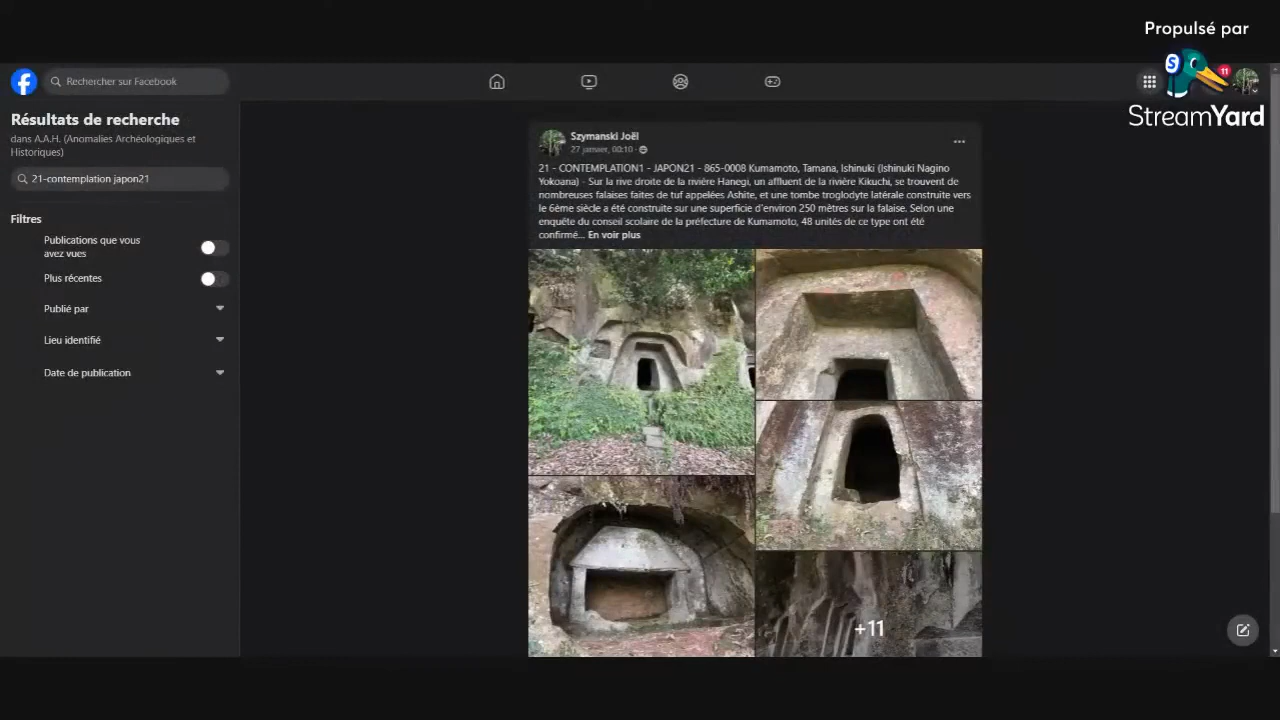 Propulsé par
StreamYard
Rechercher sur Facebook
11
Résultats de recherche
dans A.A.H. (Anomalies Archéologiques et
Historiques)
21-contemplation japon21
Filtres
Publications que vous
avez vues
Plus récentes
Publié par
Lieu identifié
Date de publication
Szymanski Joël
27 janvier, 00:10
21 - CONTEMPLATION1 - JAPON21 - 865-0008 Kumamoto, Tamana, Ishinuki (Ishinuki Nagino
Yokoana) - Sur la rive droite de la rivière Hanegi, un affluent de la rivière Kikuchi, se trouvent de
nombreuses falaises faites de tuf appelées Ashite, et une tombe troglodyte latérale construite vers
le 6ème siècle a été construite sur une superficie d'environ 250 mètres sur la falaise. Selon une
enquête du conseil scolaire de la préfecture de Kumamoto, 48 unités de ce type ont été
confirmé... En voir plus
+11